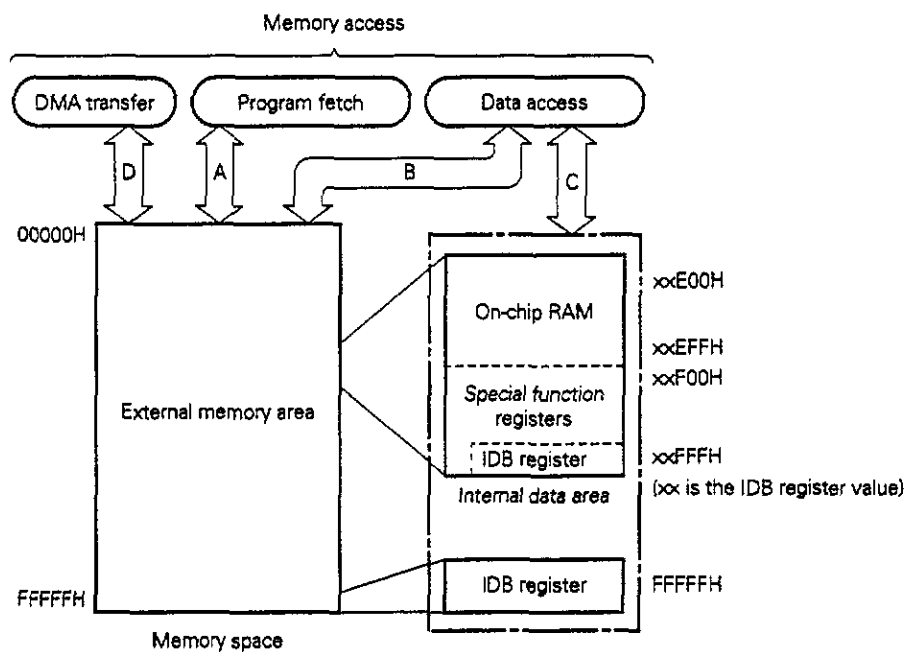 Memory access
DMA transfer
Program fetch
Data access
D
A
B
C
00000H
xxE00H
On-chip RAM
xxEFFH
xxF00H
Special function
registers
External memory area
IDB register
xxFFFH
(xx is the IDB register value)
Internal data area
IDB register
FFFFFH
FFFFFH
Memory space